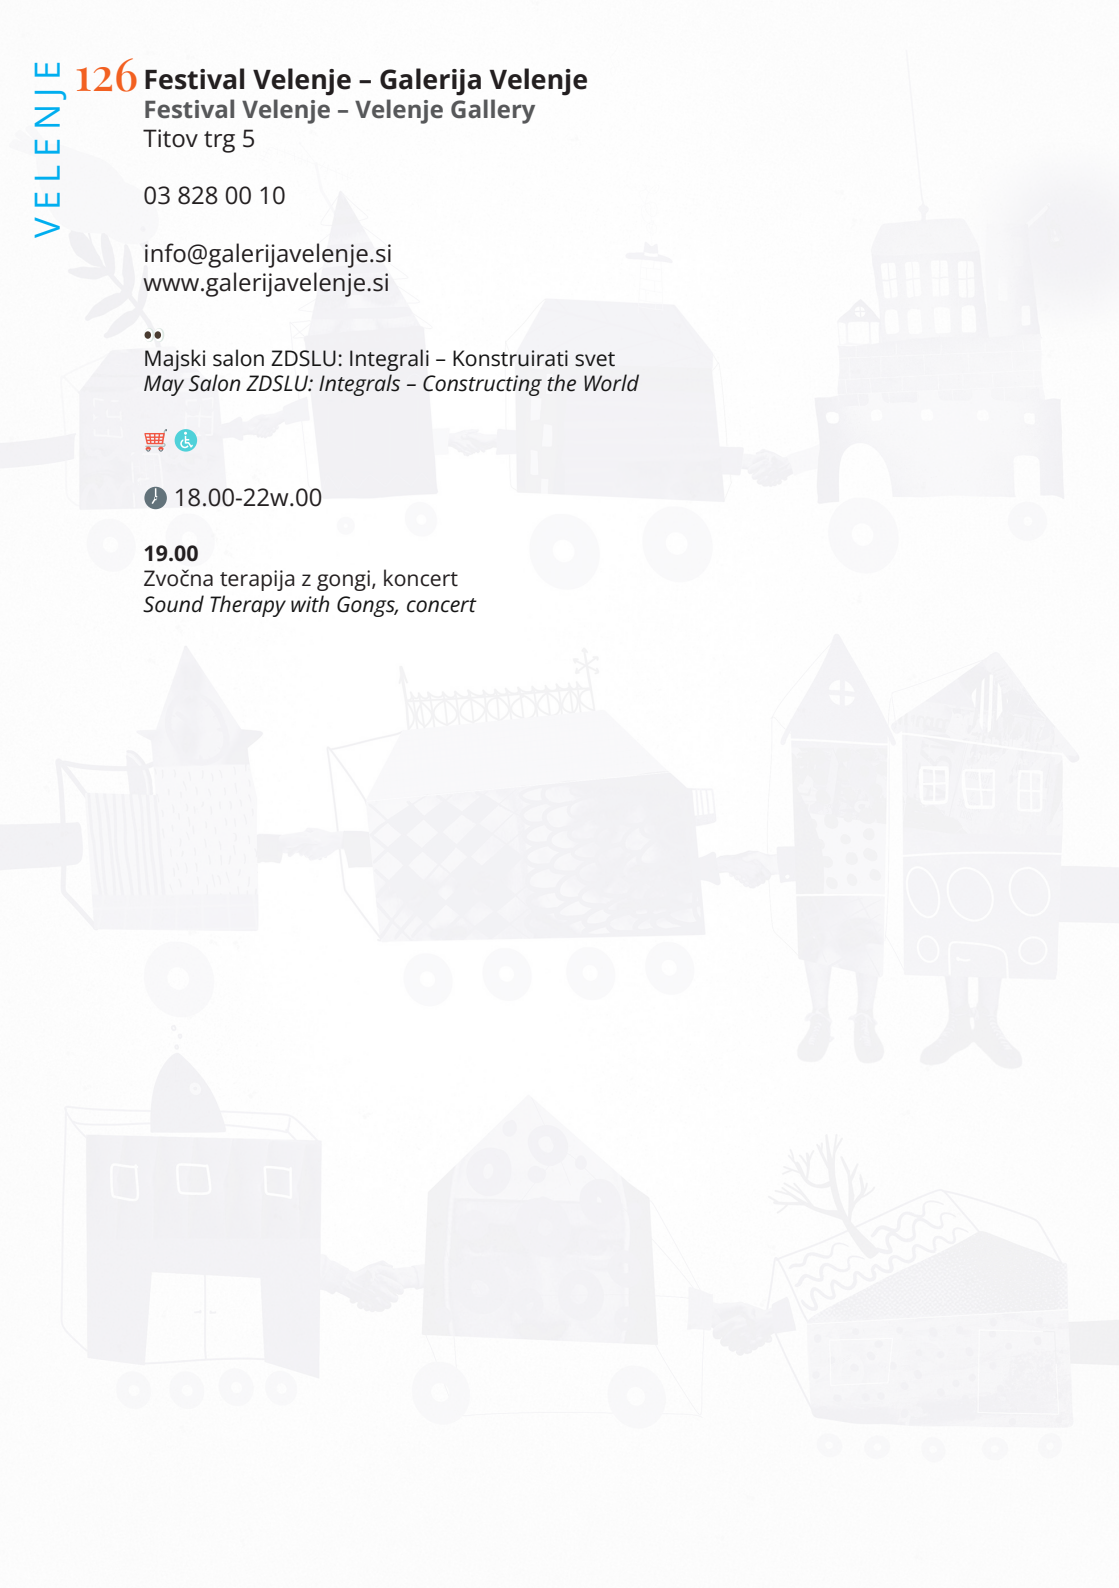 VELENJE
126 Festival Velenje – Galerija Velenje
Festival Velenje – Velenje Gallery
Titov trg 5
03 828 00 10
info@galerijavelenje.si
www.galerijavelenje.si
Majski salon ZDSLU: Integrali – Konstruirati svet
May Salon ZDSLU: Integrals – Constructing the World
18.00-22w.00
19.00
Zvočna terapija z gongi, koncert
Sound Therapy with Gongs, concert